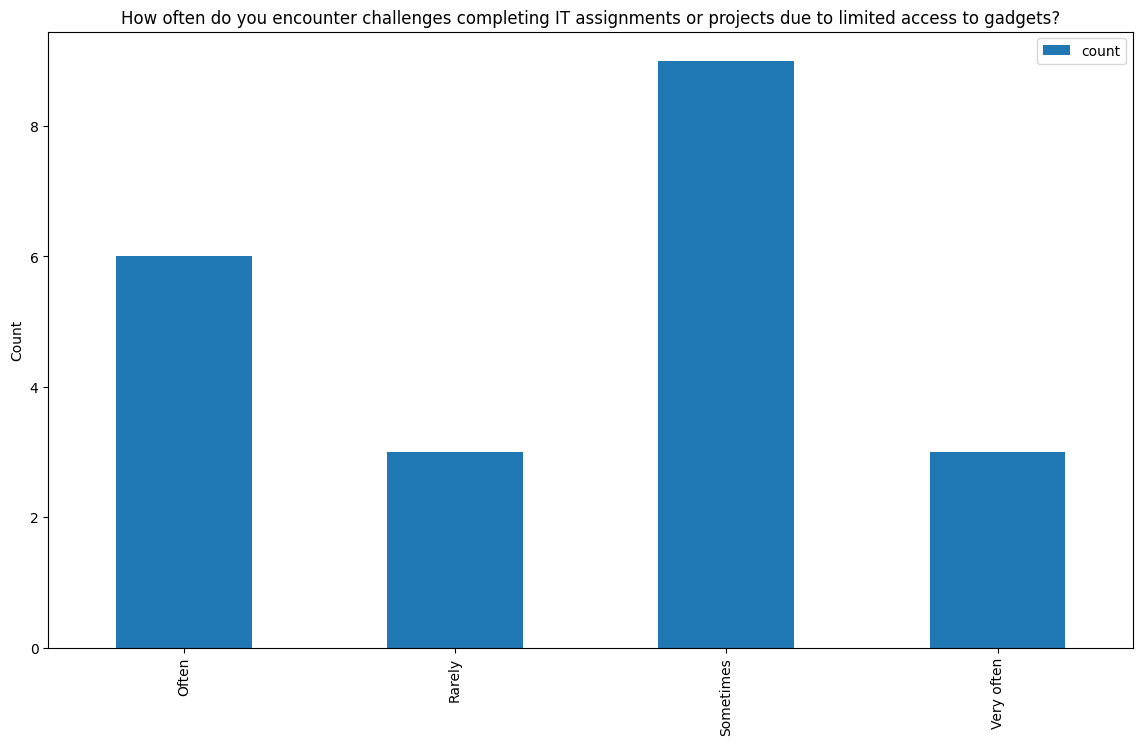 How often do you encounter challenges completing IT assignments or projects due to limited access to gadgets?
count
8
6
4
2
0
Count
Often
Rarely
Sometimes
Very often